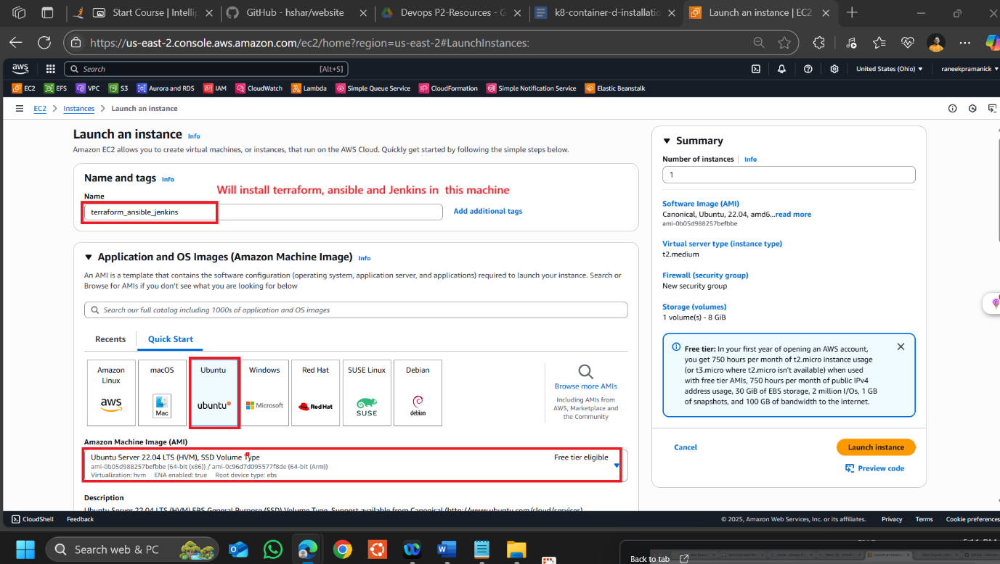 Start Course | Intellip
GitHub - hshar/website
Devops P2-Resources - G
k8-container-d-installatio
Launch an instance | EC2
https://us-east-2.console.aws.amazon.com/ec2/home?region=us-east-2#LaunchInstances:
aws
Search
[Alt+S]
United States (Ohio)
raneekpramanick
EC2
EFS
VPC
S3
Aurora and RDS
IAM
CloudWatch
Lambda
Simple Queue Service
CloudFormation
Simple Notification Service
Elastic Beanstalk
EC2 > Instances > Launch an instance
Launch an instance Info
Amazon EC2 allows you to create virtual machines, or instances, that run on the AWS Cloud. Quickly get started by following the simple steps below.
Name and tags Info
Will install terraform, ansible and Jenkins in this machine
Name
terraform_ansible_jenkins
Add additional tags
Application and OS Images (Amazon Machine Image) Info
An AMI is a template that contains the software configuration (operating system, application server, and applications) required to launch your instance. Search or
Browse for AMIs if you don't see what you are looking for below
Search our full catalog including 1000s of application and OS images
Recents
Quick Start
Amazon
Linux
aws
macOS
Mac
Ubuntu
ubuntu
Windows
Microsoft
Red Hat
Red Hat
SUSE Linux
SUSE
Debian
debian
Browse more AMIs
Including AMIs from
AWS, Marketplace and
the Community
Amazon Machine Image (AMI)
Ubuntu Server 22.04 LTS (HVM), SSD Volume Type
Free tier eligible
ami-0b05d988257befbbe (64-bit (x86)) / ami-0c96d7d095577f8de (64-bit (Arm))
Virtualization: hvm ENA enabled: true Root device type: ebs
Description
Ubuntu Server 22.04 LTS (HVM),EBS General Purpose (SSD) Volume Type. Support available from Canonical (http://www.ubuntu.com/cloud/services).
Summary
Number of instances Info
1
Software Image (AMI)
Canonical, Ubuntu, 22.04, amd6...read more
ami-0b05d988257befbbe
Virtual server type (instance type)
t2.medium
Firewall (security group)
New security group
Storage (volumes)
1 volume(s) - 8 GiB
Free tier: In your first year of opening an AWS account,
you get 750 hours per month of t2.micro instance usage
(or t3.micro where t2.micro isn't available) when used
with free tier AMIs, 750 hours per month of public IPv4
address usage, 30 GiB of EBS storage, 2 million I/Os, 1 GB
of snapshots, and 100 GB of bandwidth to the internet.
Cancel
Launch instance
Preview code
CloudShell
Feedback
© 2025, Amazon Web Services, Inc. or its affiliates.
Privacy
Terms
Cookie preferences
Search web & PC
Back to tab